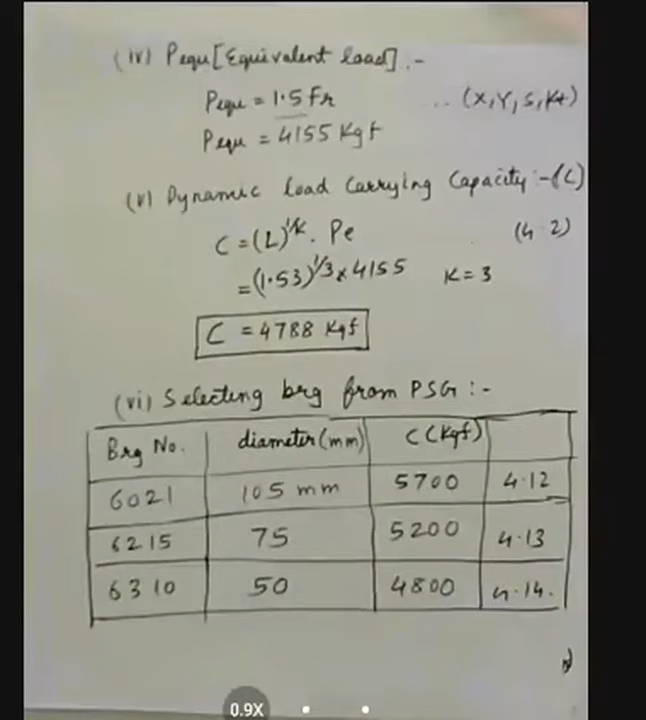 (iv) Pequ [Equivalent load] :-
Pequ = 1.5 Fr ... (X, Y, S, Kt)
Pequ = 4155 Kgf
(v) Dynamic load Carrying Capacity :- (C)
C = (L)^1/K . Pe (4.2)
= (1.53)^1/3 x 4155 K = 3
C = 4788 Kgf
(vi) Selecting brg from PSG :-
Brg No. diameter (mm) C (Kgf)
6021 105 mm 5700 4.12
6215 75 5200 4.13
6310 50 4800 4.14.
0.9X